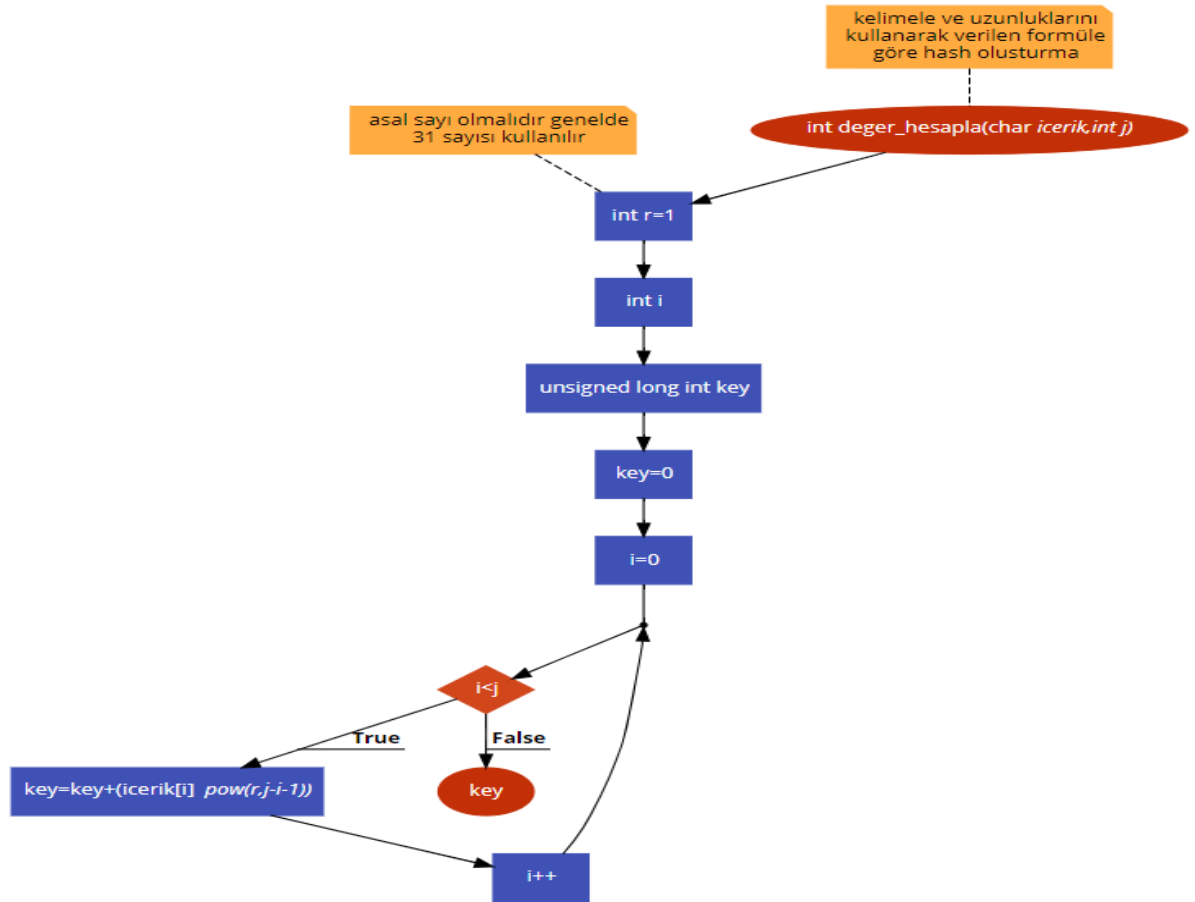 kelimele ve uzunluklarını
kullanarak verilen formüle
göre hash olusturma
asal sayı olmalıdır genelde
31 sayısı kullanılır
int deger_hesapla(char icerik,int j)
int r=1
int i
unsigned long int key
key=0
i=0
i<j
True
False
key=key+(icerik[i] pow(r,j-i-1))
key
i++